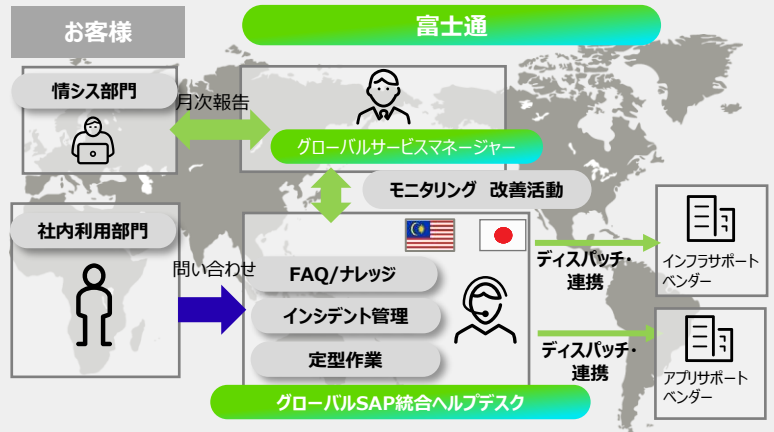 お客様
富士通
情シス部門
月次報告
グローバルサービスマネージャー
モニタリング 改善活動
社内利用部門
問い合わせ
FAQ/ナレッジ
インシデント管理
定型作業
グローバルSAP統合ヘルプデスク
ディスパッチ・
連携
インフラサポート
ベンダー
ディスパッチ・
連携
アプリサポート
ベンダー